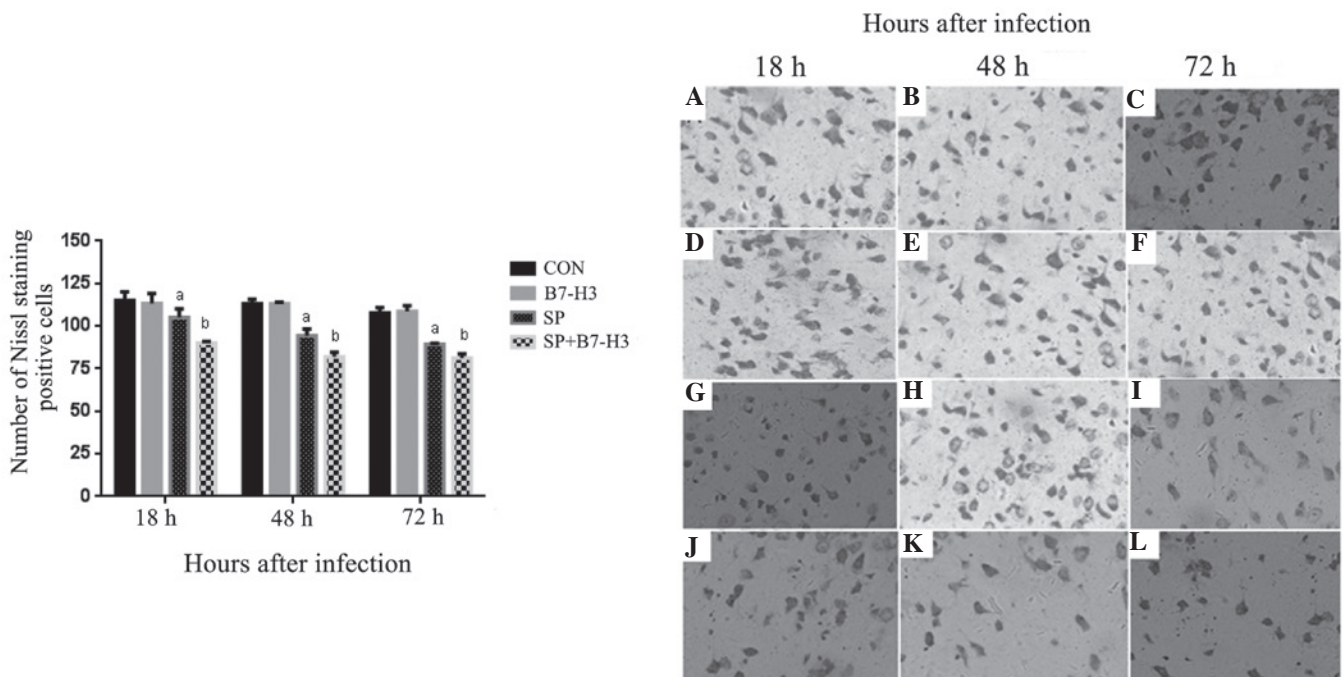 Number of Nissl staining
positive cells
150
125
100
75
50
25
0
a
b
a
b
a
b
18 h
48 h
72 h
Hours after infection
CON
B7-H3
SP
SP+B7-H3
Hours after infection
18 h
48 h
72 h
A
B
C
D
E
F
G
H
I
J
K
L